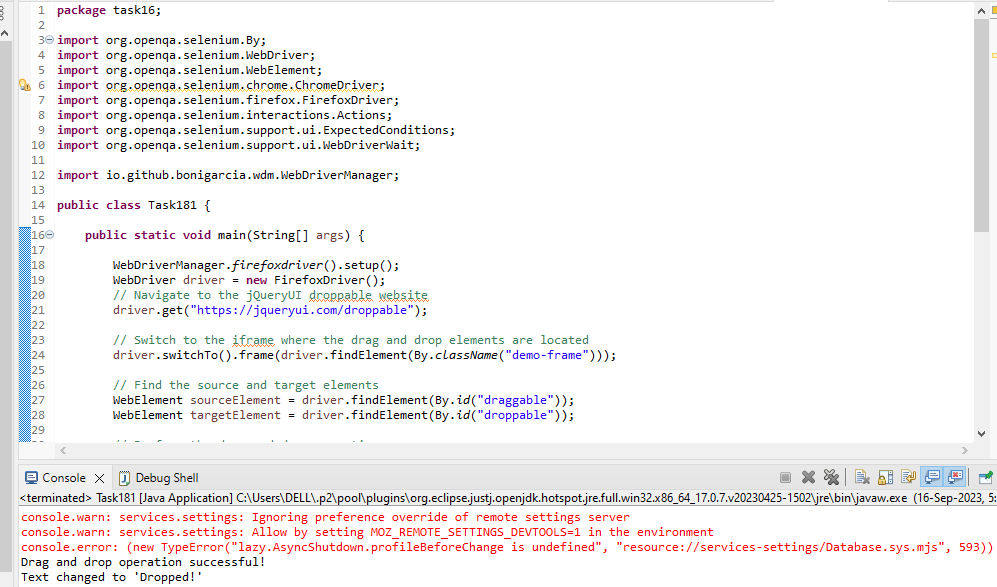 1 package task16;
2
3 import org.openqa.selenium.By;
4 import org.openqa.selenium.WebDriver;
5 import org.openqa.selenium.WebElement;
6 import org.openqa.selenium.chrome.ChromeDriver;
7 import org.openqa.selenium.firefox.FirefoxDriver;
8 import org.openqa.selenium.interactions.Actions;
9 import org.openqa.selenium.support.ui.ExpectedConditions;
10 import org.openqa.selenium.support.ui.WebDriverWait;
11
12 import io.github.bonigarcia.wdm.WebDriverManager;
13
14 public class Task181 {
15
16 public static void main(String[] args) {
17
18 WebDriverManager.firefoxdriver().setup();
19 WebDriver driver = new FirefoxDriver();
20 // Navigate to the jQueryUI droppable website
21 driver.get("https://jqueryui.com/droppable");
22
23 // Switch to the iframe where the drag and drop elements are located
24 driver.switchTo().frame(driver.findElement(By.className("demo-frame")));
25
26 // Find the source and target elements
27 WebElement sourceElement = driver.findElement(By.id("draggable"));
28 WebElement targetElement = driver.findElement(By.id("droppable"));
29
Console Debug Shell
<terminated> Task181 [Java Application] C:\Users\DELL\.p2\pool\plugins\org.eclipse.justj.openjdk.hotspot.jre.full.win32.x86_64_17.0.7.v20230425-1502\jre\bin\javaw.exe (16-Sep-2023, 5:
console.warn: services.settings: Ignoring preference override of remote settings server
console.warn: services.settings: Allow by setting MOZ_REMOTE_SETTINGS_DEVTOOLS=1 in the environment
console.error: (new TypeError("lazy.AsyncShutdown.profileBeforeChange is undefined", "resource://services-settings/Database.sys.mjs", 593))
Drag and drop operation successful!
Text changed to 'Dropped!'